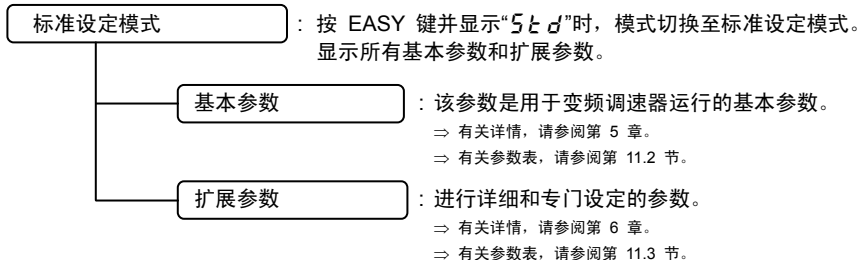 标准设定模式 : 按 EASY 键并显示“Std”时，模式切换至标准设定模式。
显示所有基本参数和扩展参数。
基本参数 : 该参数是用于变频调速器运行的基本参数。
⇒ 有关详情，请参阅第 5 章。
⇒ 有关参数表，请参阅第 11.2 节。
扩展参数 : 进行详细和专门设定的参数。
⇒ 有关详情，请参阅第 6 章。
⇒ 有关参数表，请参阅第 11.3 节。